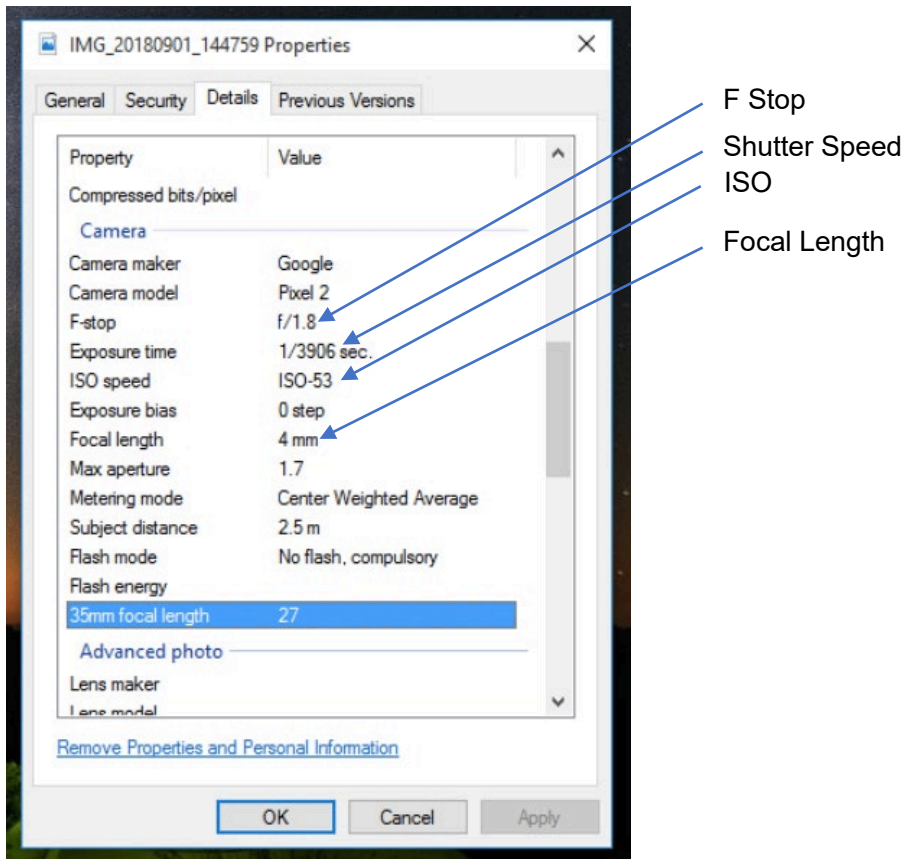 IMG_20180901_144759 Properties
General Security Details Previous Versions
Property Value
Compressed bits/pixel
Camera
Camera maker Google
Camera model Pixel 2
F-stop f/1.8
Exposure time 1/3906 sec.
ISO speed ISO-53
Exposure bias 0 step
Focal length 4 mm
Max aperture 1.7
Metering mode Center Weighted Average
Subject distance 2.5 m
Flash mode No flash, compulsory
Flash energy
35mm focal length 27
Advanced photo
Lens maker
Lens model
Remove Properties and Personal Information
OK Cancel Apply
F Stop
Shutter Speed
ISO
Focal Length